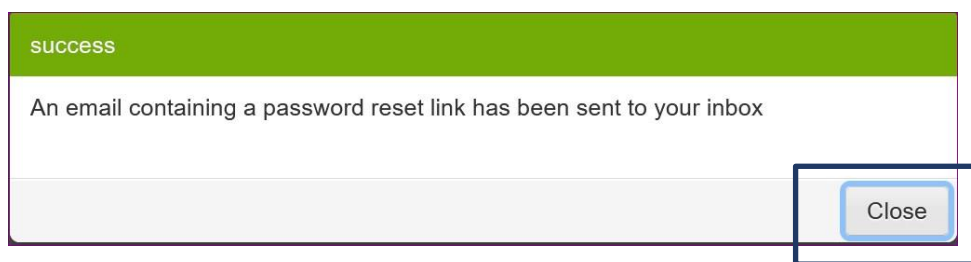 success
An email containing a password reset link has been sent to your inbox
Close